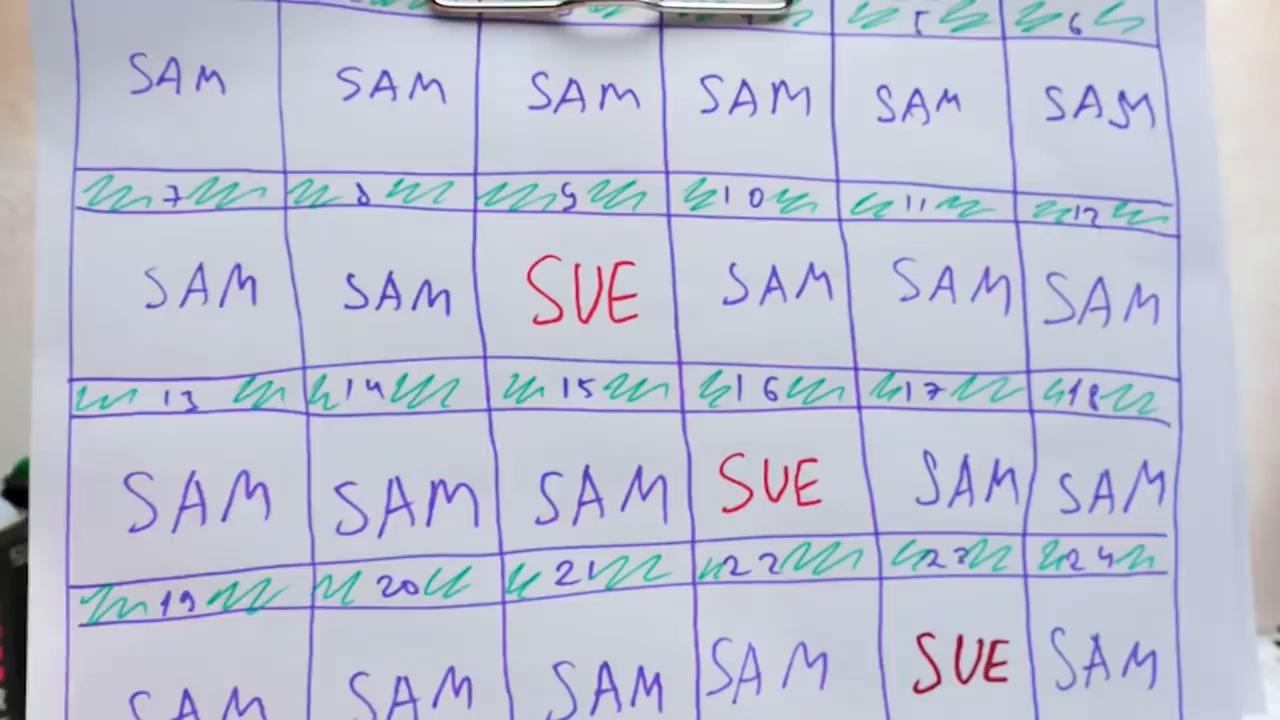 5 6
SAM SAM SAM SAM SAM SAM
7 8 9 10 11 12
SAM SAM SUE SAM SAM SAM
13 14 15 16 17 18
SAM SAM SAM SUE SAM SAM
19 20 21 22 23 24
SAM SAM SAM SAM SUE SAM